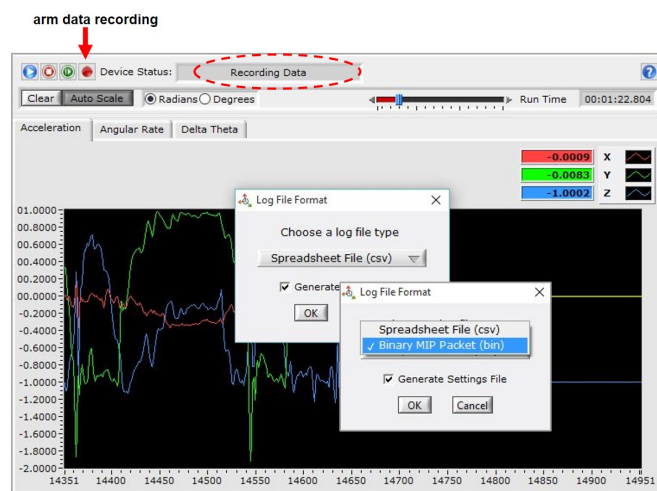 arm data recording
Device Status: Recording Data
Clear Auto Scale Radians Degrees Run Time 00:01:22.804
Acceleration Angular Rate Delta Theta
-0.0009 X
-0.0083 Y
-1.0002 Z
Log File Format
Choose a log file type
Spreadsheet File (csv)
Generate
OK
Log File Format
Spreadsheet File (csv)
Binary MIP Packet (bin)
Generate Settings File
OK Cancel
01.0000
00.8000
00.6000
00.4000
00.2000
00.0000
-0.2000
-0.4000
-0.6000
-0.8000
-1.0000
-1.2000
-1.4000
-1.6000
-1.8000
-2.0000
14351 14400 14450 14500 14550 14600 14650 14700 14750 14800 14850 14900 14951